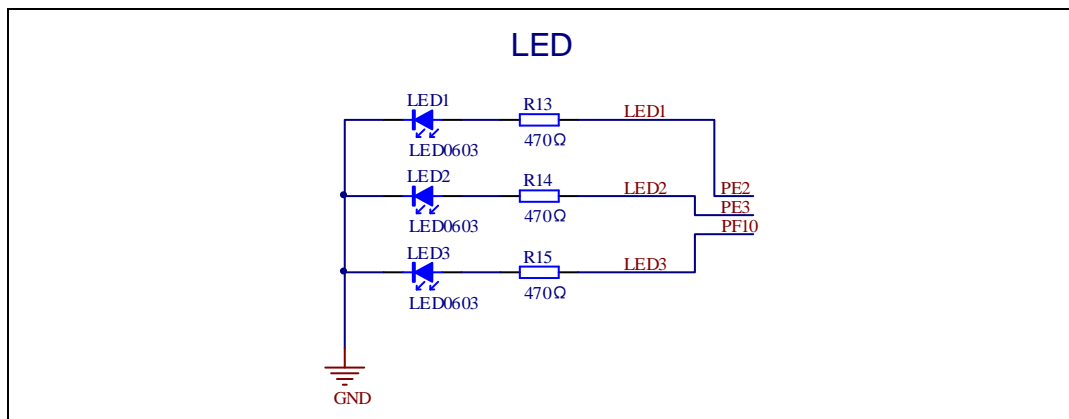 LED
LED1
R13
LED1
LED0603
470Ω
LED2
R14
LED2
PE2
LED0603
470Ω
PE3
PF10
LED3
R15
LED3
LED0603
470Ω
GND